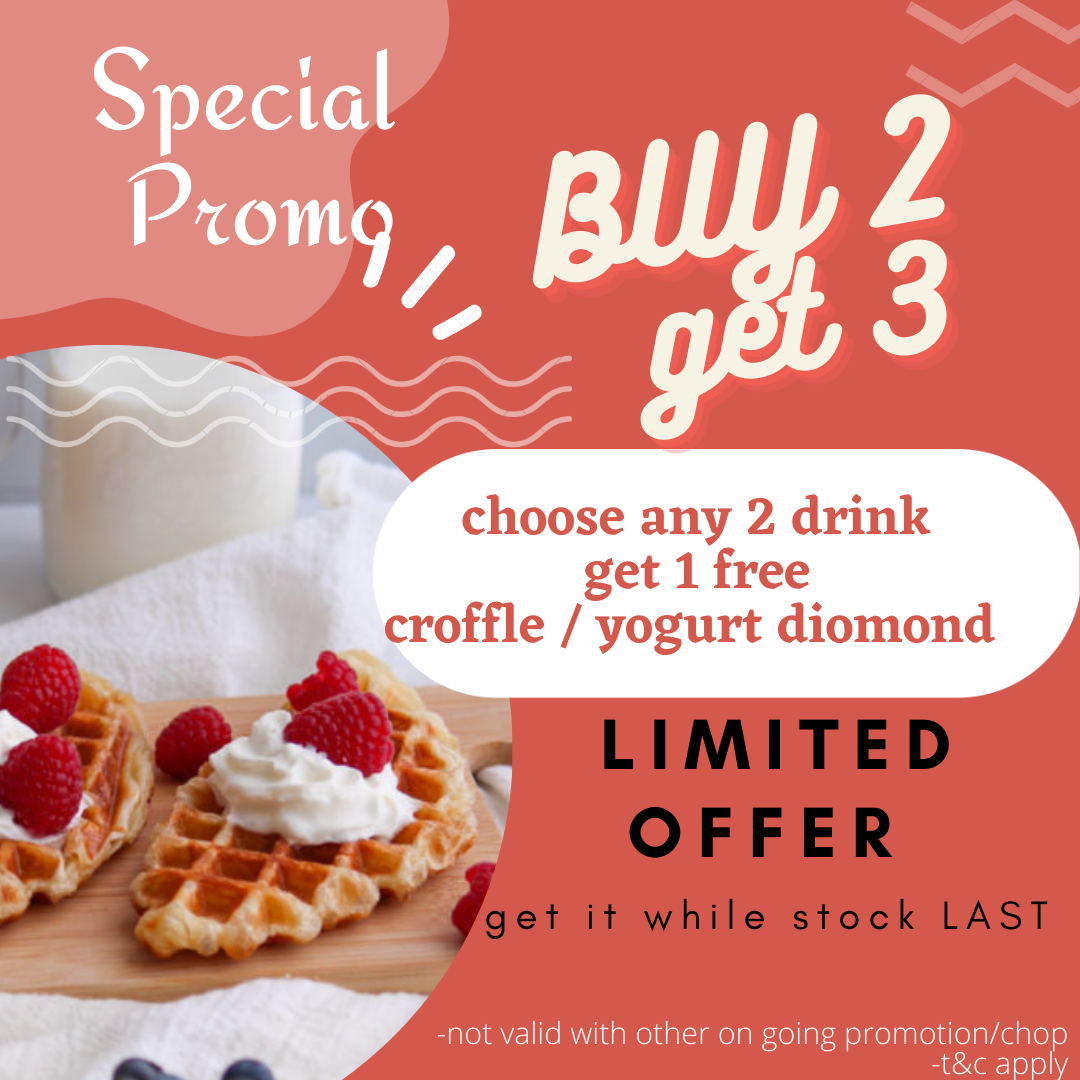 Special
Promo
BUY 2
get 3
choose any 2 drink
get 1 free
croffle / yogurt diomond
LIMITED
OFFER
get it while stock LAST
-not valid with other on going promotion/chop
-t&c apply